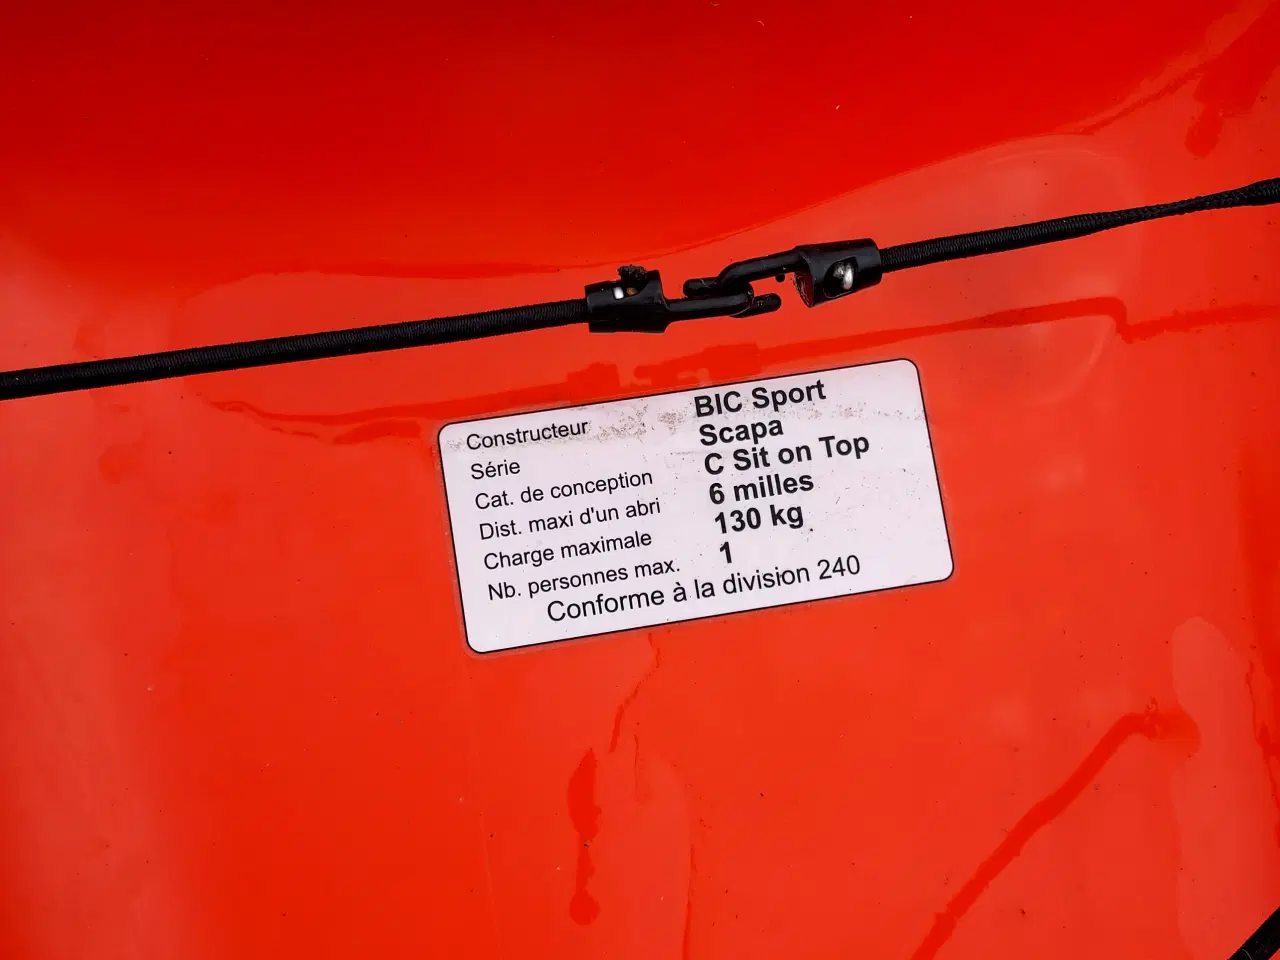 Constructeur BIC Sport
Série Scapa
Cat. de conception C Sit on Top
Dist. maxi d'un abri 6 milles
Charge maximale 130 kg
Nb. personnes max. 1
Conforme à la division 240